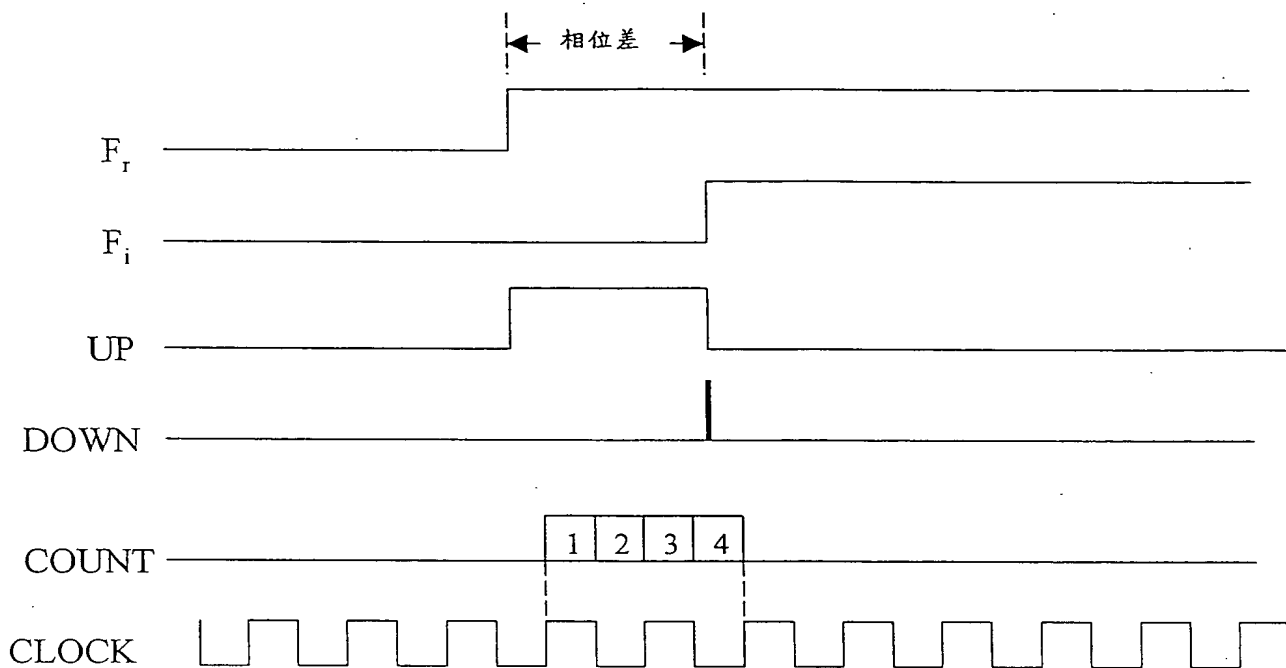 相位差
F_r
F_i
UP
DOWN
1 2 3 4
COUNT
CLOCK